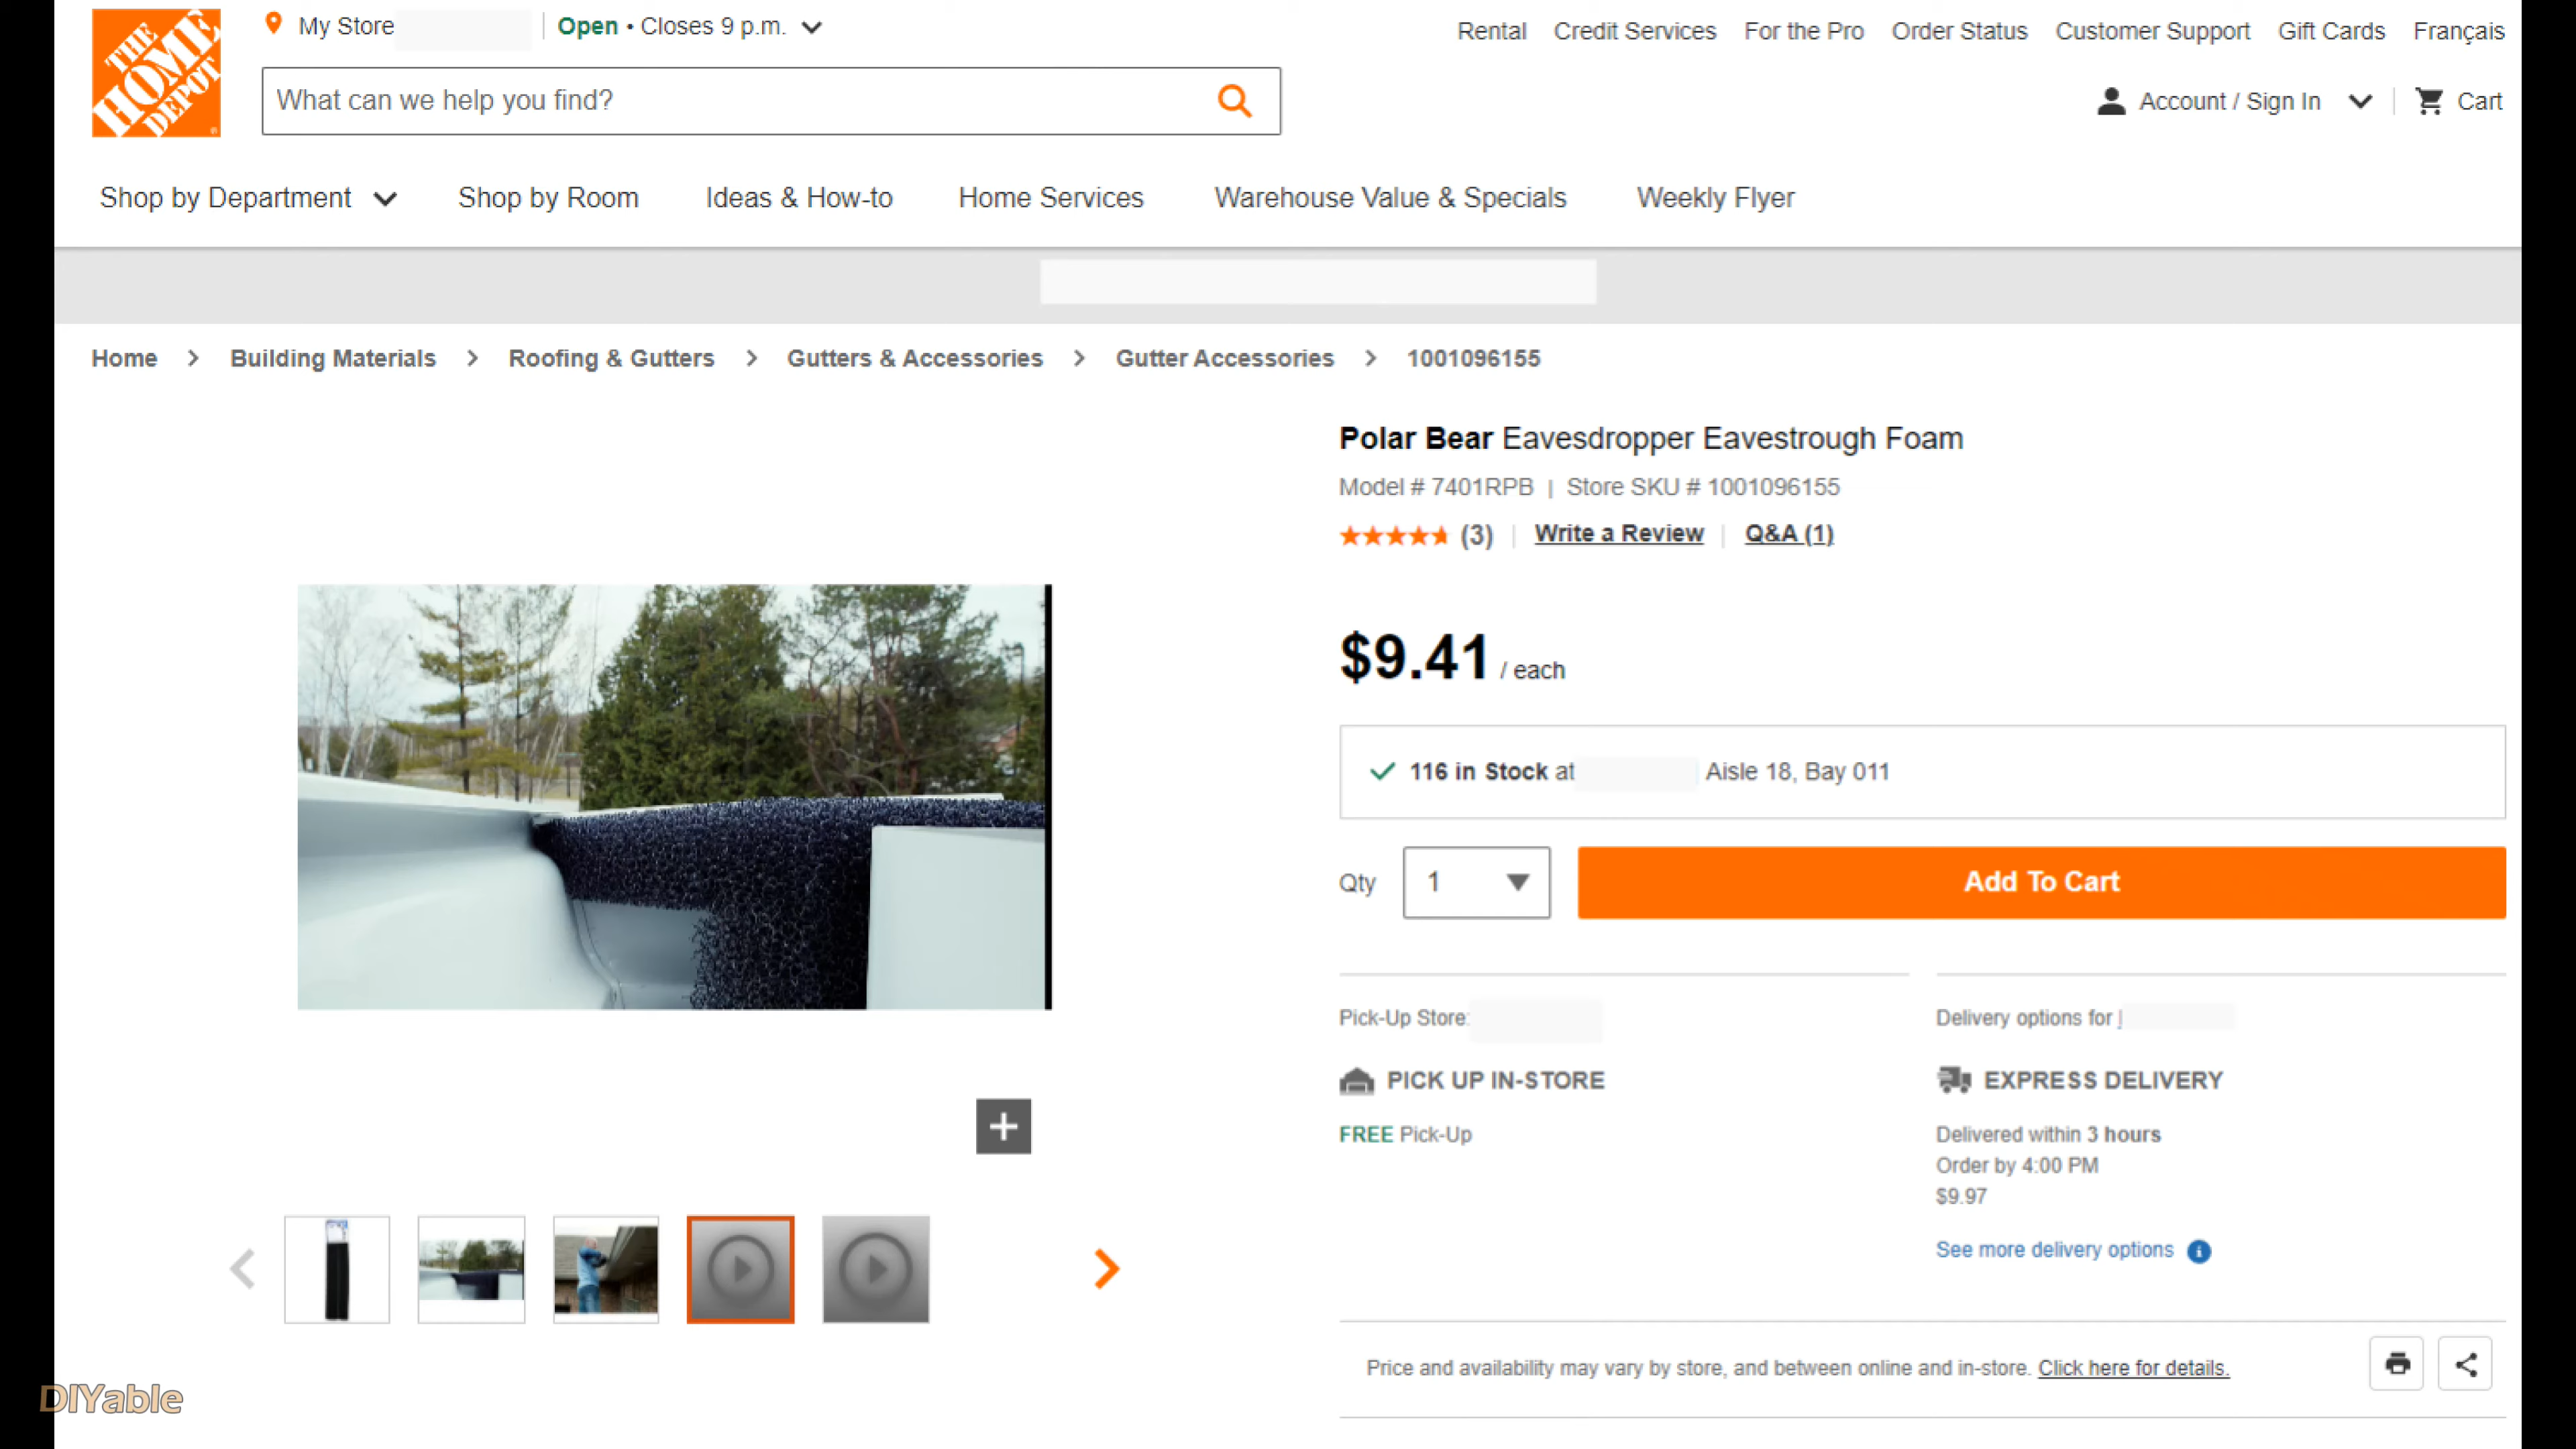 THE HOME DEPOT
My Store
Open • Closes 9 p.m.
Rental Credit Services For the Pro Order Status Customer Support Gift Cards Français
What can we help you find?
Account / Sign In
Cart
Shop by Department Shop by Room Ideas & How-to Home Services Warehouse Value & Specials Weekly Flyer
Home > Building Materials > Roofing & Gutters > Gutters & Accessories > Gutter Accessories > 1001096155
Polar Bear Eavesdropper Eavestrough Foam
Model # 7401RPB | Store SKU # 1001096155
(3) | Write a Review | Q&A (1)
$9.41 / each
116 in Stock at Aisle 18, Bay 011
Qty 1
Add To Cart
Pick-Up Store:
PICK UP IN-STORE
FREE Pick-Up
Delivery options for
EXPRESS DELIVERY
Delivered within 3 hours
Order by 4:00 PM
$9.97
See more delivery options
Price and availability may vary by store, and between online and in-store. Click here for details.
DIYable